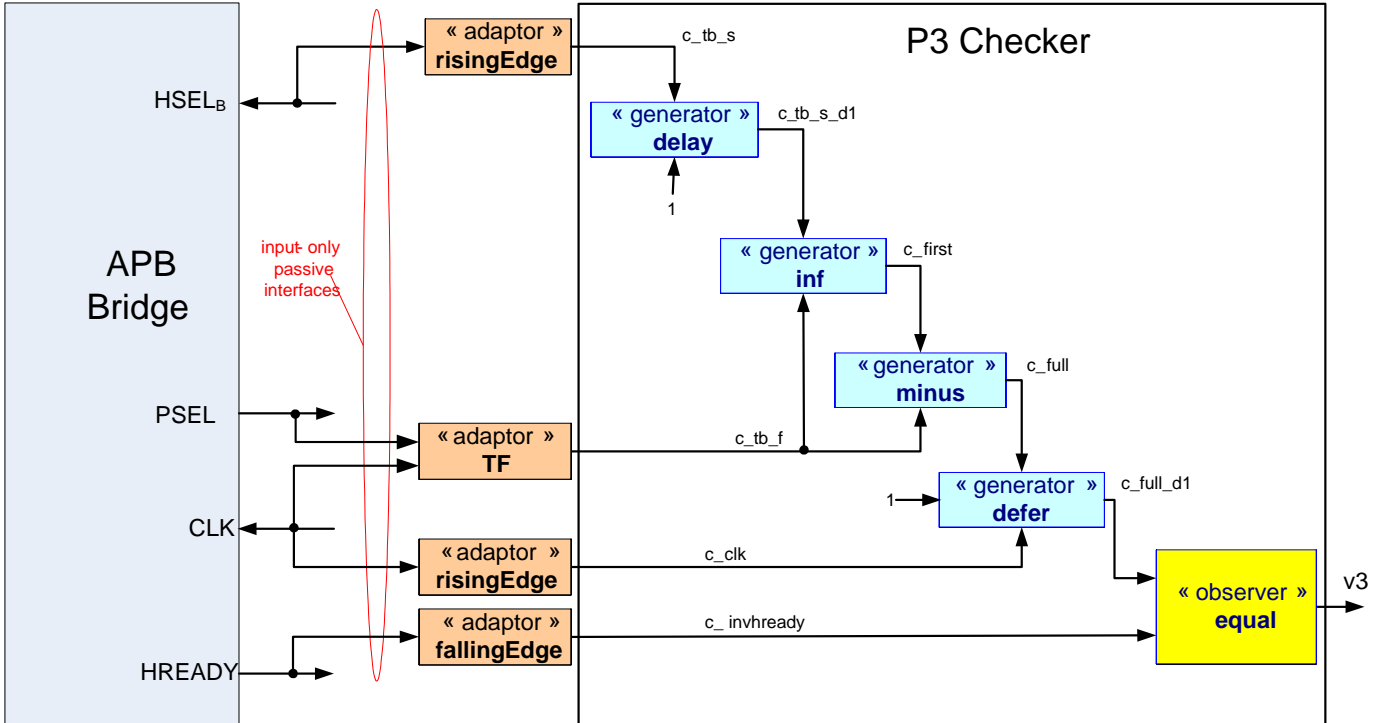 « adaptor »
risingEdge
c_tb_s
P3 Checker
HSELB
« generator »
delay
c_tb_s_d1
1
input- only
passive
interfaces
« generator »
inf
c_first
APB
Bridge
« generator »
minus
c_full
PSEL
« adaptor »
TF
c_tb_f
1
« generator »
defer
c_full_d1
CLK
« adaptor »
risingEdge
c_clk
« observer »
equal
v3
« adaptor »
fallingEdge
c_ invhready
HREADY